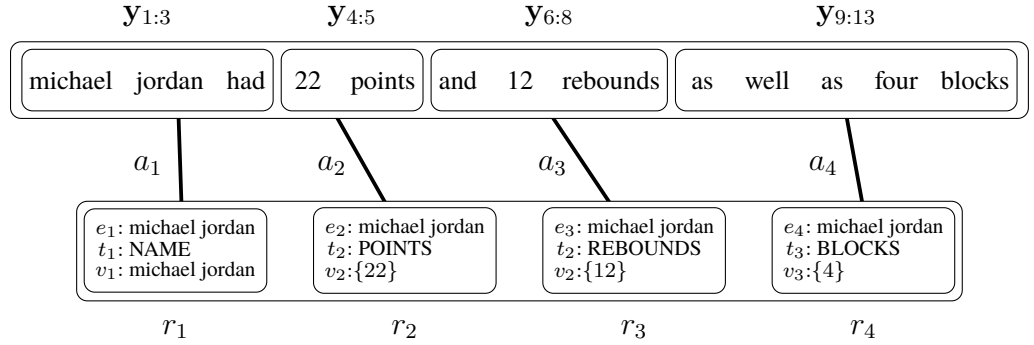 y1:3 y4:5 y6:8 y9:13
michael jordan had 22 points and 12 rebounds as well as four blocks
a1 a2 a3 a4
e1: michael jordan e2: michael jordan e3: michael jordan e4: michael jordan
t1: NAME t2: POINTS t2: REBOUNDS t3: BLOCKS
v1: michael jordan v2:{22} v2:{12} v3:{4}
r1 r2 r3 r4